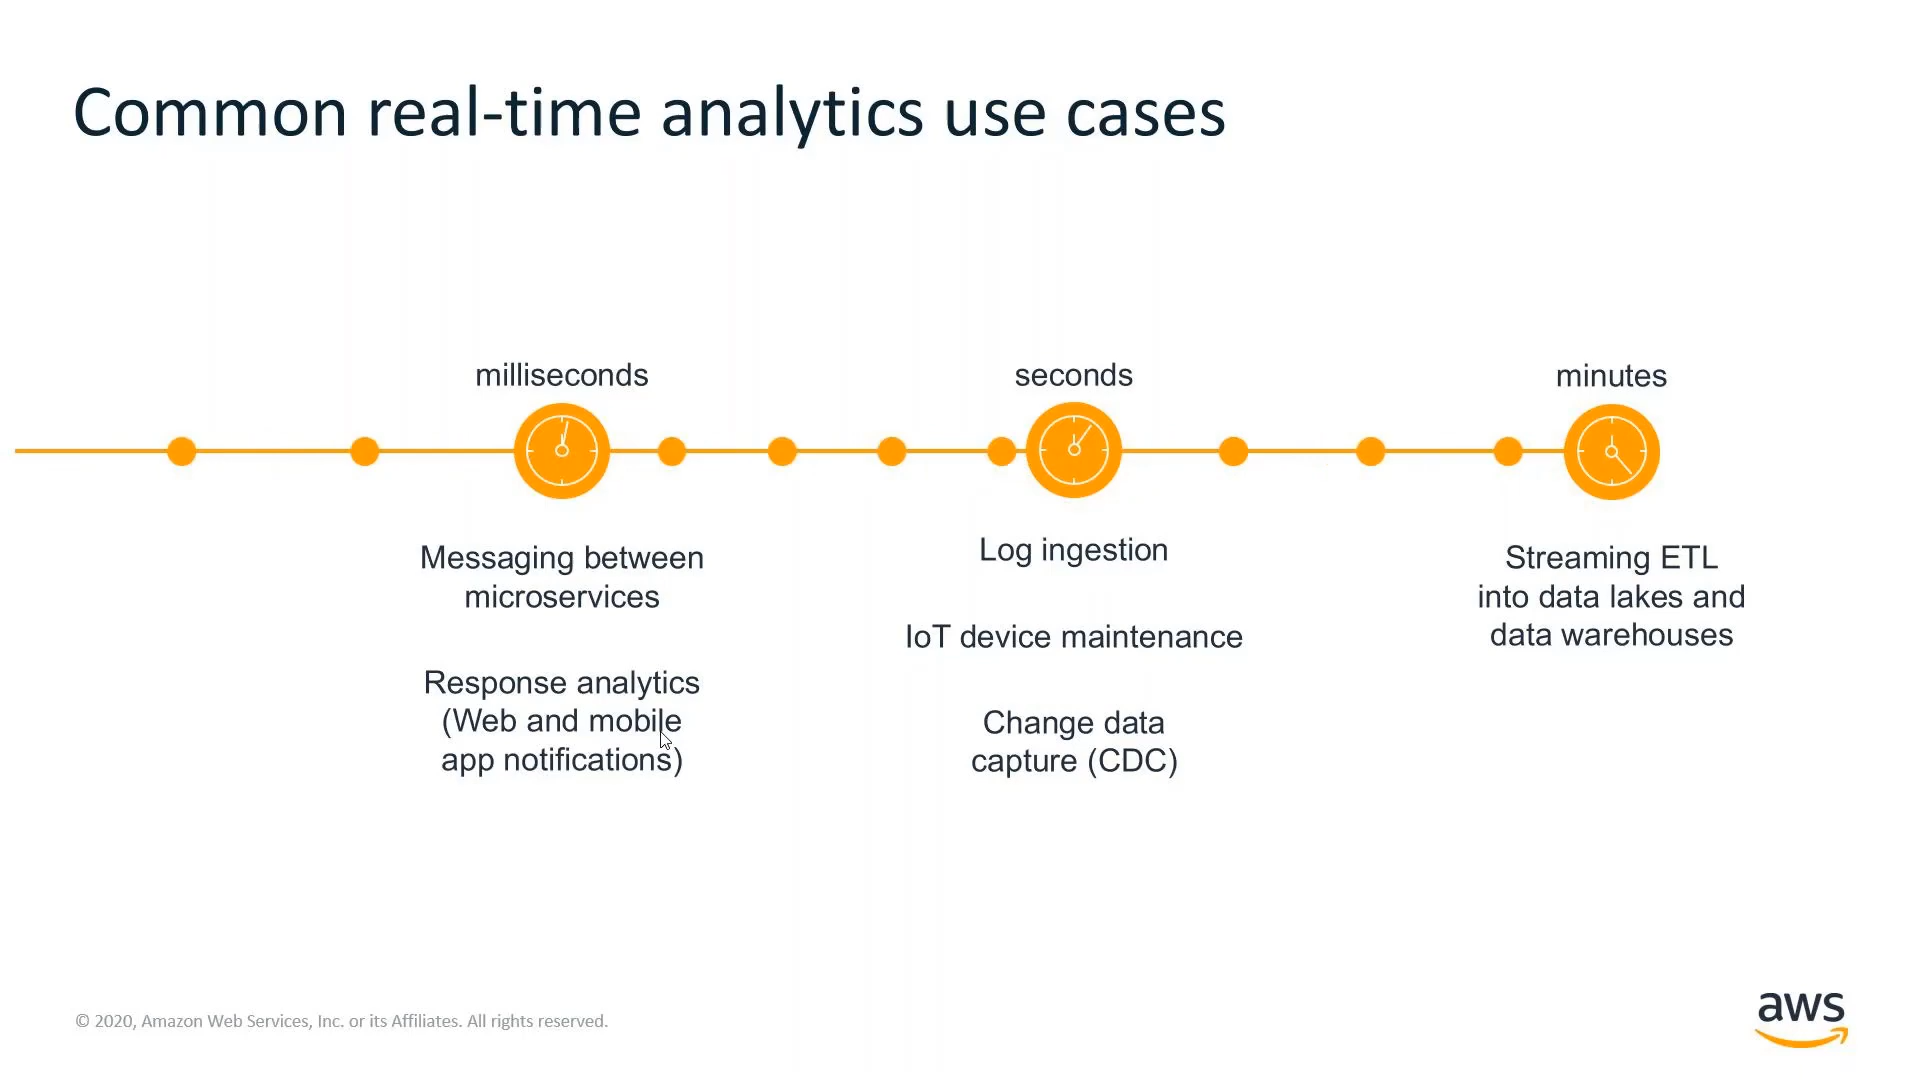 Common real-time analytics use cases
milliseconds
seconds
minutes
Messaging between
microservices
Response analytics
(Web and mobile
app notifications)
Log ingestion
IoT device maintenance
Change data
capture (CDC)
Streaming ETL
into data lakes and
data warehouses
© 2020, Amazon Web Services, Inc. or its Affiliates. All rights reserved.
aws